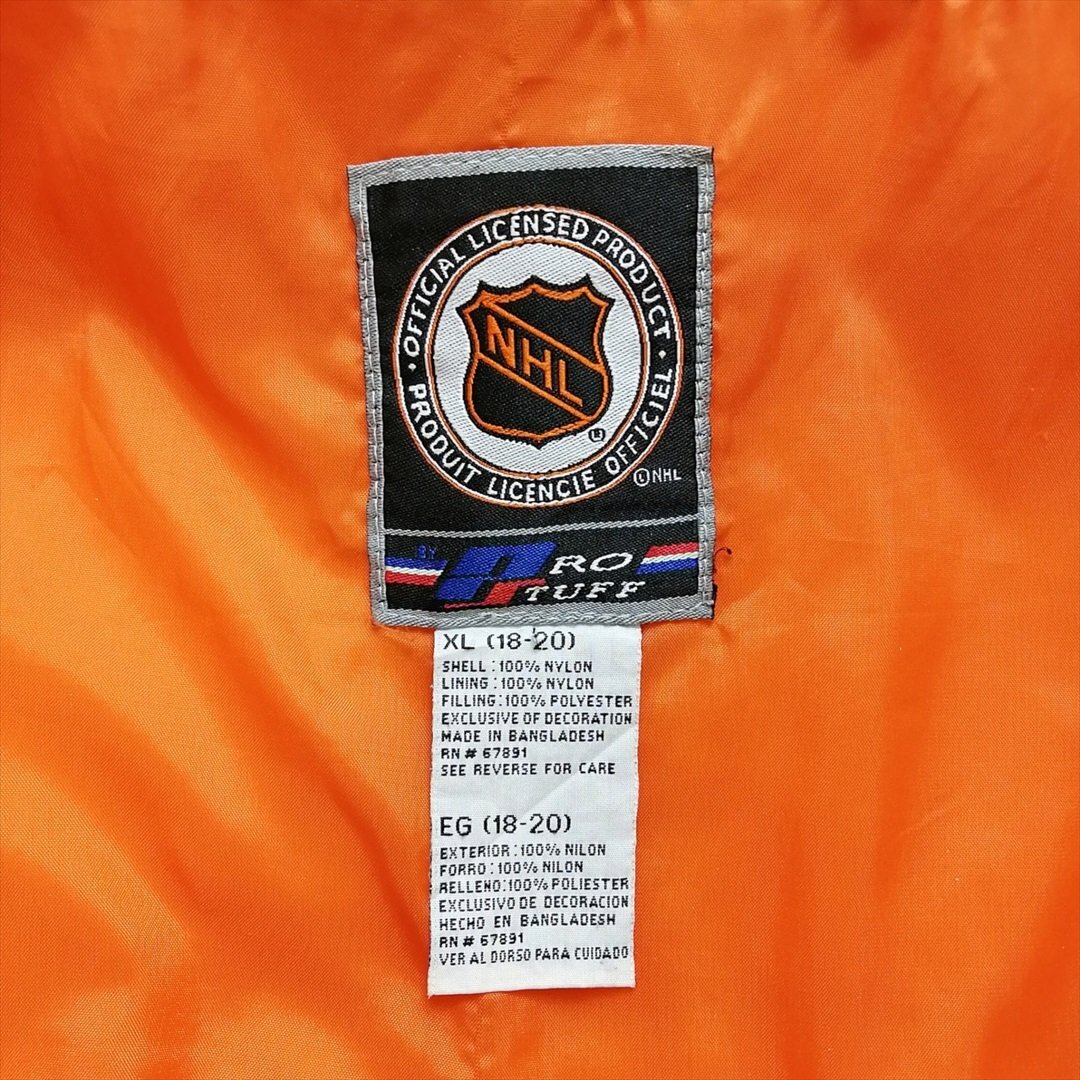 · OFFICIAL LICENSED PRODUCT ·
PRODUIT LICENCIE OFFICIEL
NHL
®
ⓁNHL
BY PRO
TUFF
XL (18-20)
SHELL:100% NYLON
LINING:100% NYLON
FILLING:100% POLYESTER
EXCLUSIVE OF DECORATION
MADE IN BANGLADESH
RN # 67891
SEE REVERSE FOR CARE
EG (18-20)
EXTERIOR:100% NILON
FORRO:100% NILON
RELLENO:100% POLIESTER
EXCLUSIVO DE DECORACION
HECHO EN BANGLADESH
RN # 67891
VER AL DORSO PARA CUIDADO